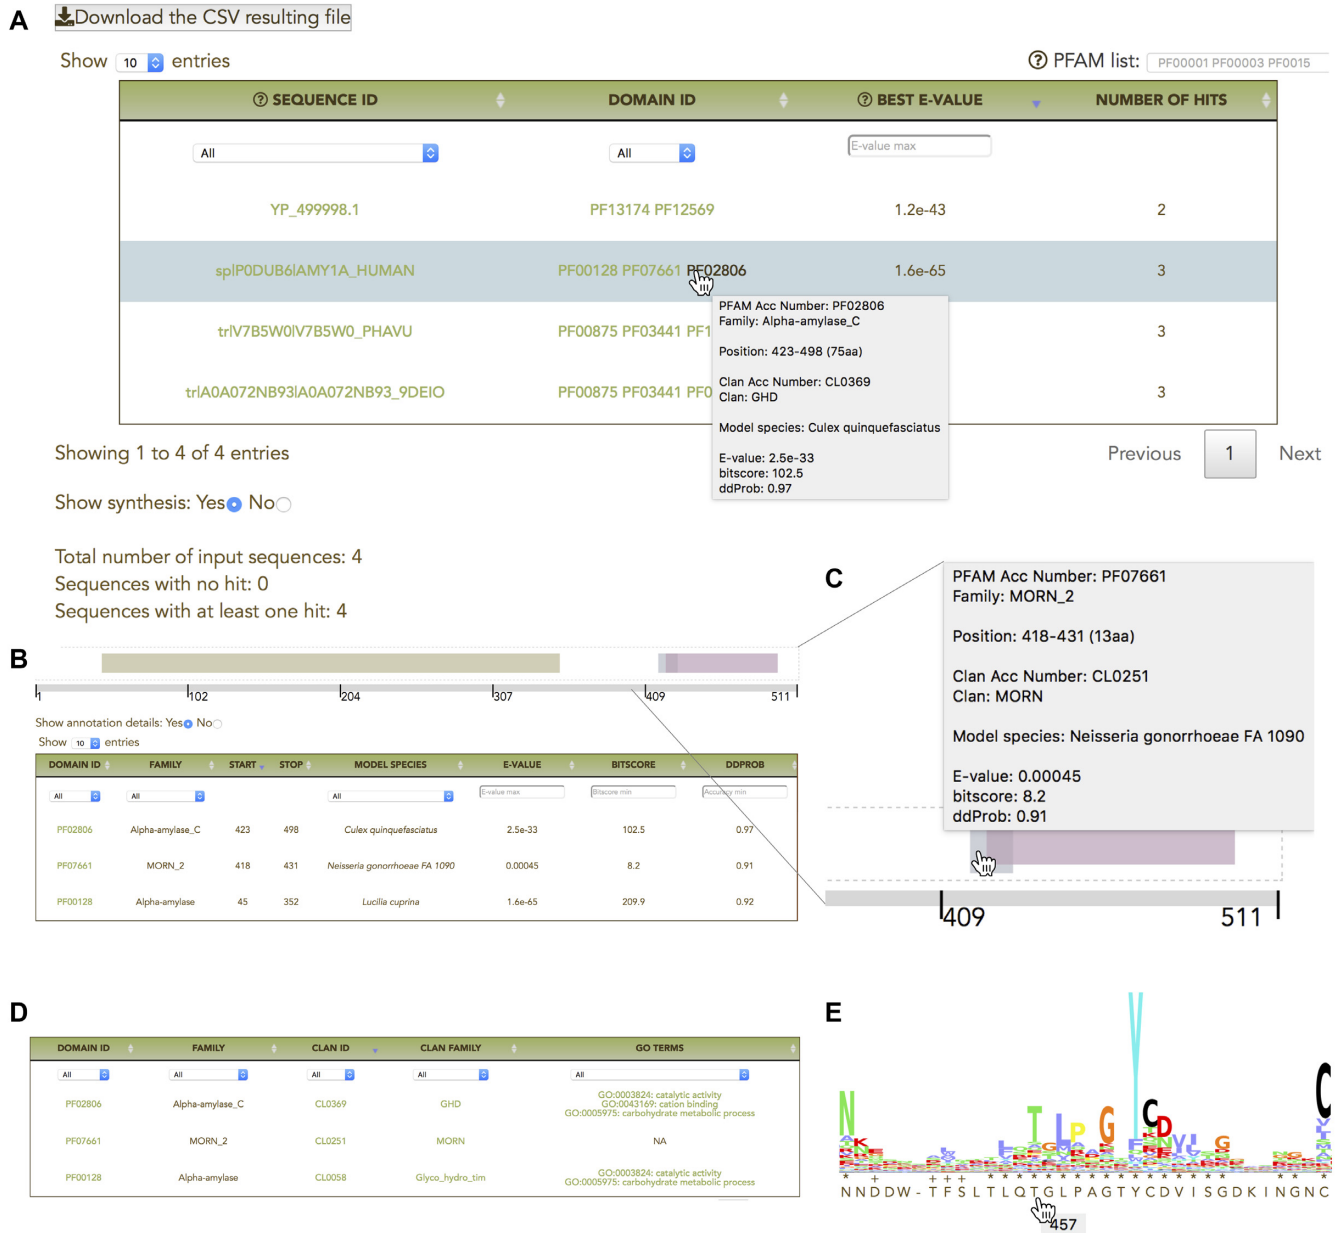 A
Download the CSV resulting file
Show 10 entries
PFAM list: PF00001 PF00003 PF0015
SEQUENCE ID DOMAIN ID BEST E-VALUE NUMBER OF HITS
All All E-value max
YP_499998.1 PF13174 PF12569 1.2e-43 2
sp|P0DUB6|AMY1A_HUMAN PF00128 PF07661 PF02806 1.6e-65 3
tr|V7B5W0|V7B5W0_PHAVU PF00875 PF03441 PF1 3
tr|A0A072NB93|A0A072NB93_9DEIO PF00875 PF03441 PF0 3
PFAM Acc Number: PF02806
Family: Alpha-amylase_C
Position: 423-498 (75aa)
Clan Acc Number: CL0369
Clan: GHD
Model species: Culex quinquefasciatus
E-value: 2.5e-33
bitscore: 102.5
ddProb: 0.97
Showing 1 to 4 of 4 entries
Previous 1 Next
Show synthesis: Yes No
Total number of input sequences: 4
Sequences with no hit: 0
Sequences with at least one hit: 4
B
1 102 204 307 409 511
Show annotation details: Yes No
Show 10 entries
DOMAIN ID FAMILY START STOP MODEL SPECIES E-VALUE BITSCORE DDPROB
All All All E-value max Bitscore min Accuracy min
PF02806 Alpha-amylase_C 423 498 Culex quinquefasciatus 2.5e-33 102.5 0.97
PF07661 MORN_2 418 431 Neisseria gonorrhoeae FA 1090 0.00045 8.2 0.91
PF00128 Alpha-amylase 45 352 Lucilia cuprina 1.6e-65 209.9 0.92
C
PFAM Acc Number: PF07661
Family: MORN_2
Position: 418-431 (13aa)
Clan Acc Number: CL0251
Clan: MORN
Model species: Neisseria gonorrhoeae FA 1090
E-value: 0.00045
bitscore: 8.2
ddProb: 0.91
409 511
D
DOMAIN ID FAMILY CLAN ID CLAN FAMILY GO TERMS
All All All All All
PF02806 Alpha-amylase_C CL0369 GHD GO:0003824: catalytic activity
GO:0043169: cation binding
GO:0005975: carbohydrate metabolic process
PF07661 MORN_2 CL0251 MORN NA
PF00128 Alpha-amylase CL0058 Glyco_hydro_tim GO:0003824: catalytic activity
GO:0005975: carbohydrate metabolic process
E
N N D D W - T F S L T L Q T G L P A G T Y C D V I S G D K I N G N C
457